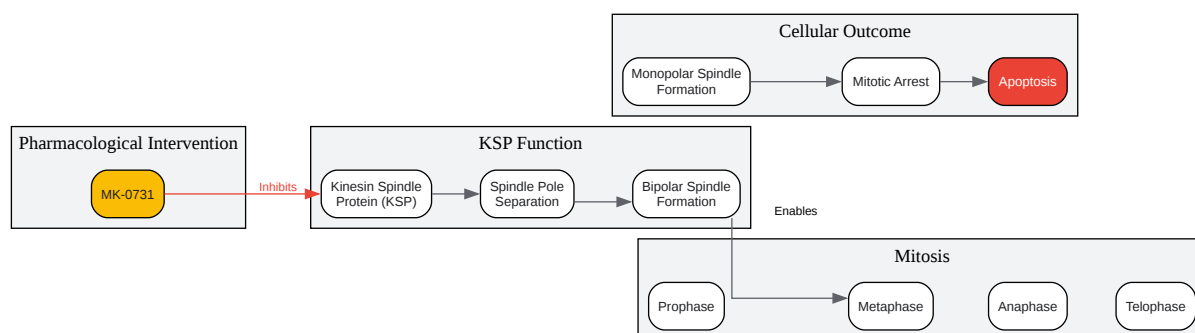 Cellular Outcome
Monopolar Spindle
Formation
Mitotic Arrest
Apoptosis
Pharmacological Intervention
MK-0731
Inhibits
KSP Function
Kinesin Spindle
Protein (KSP)
Spindle Pole
Separation
Bipolar Spindle
Formation
Enables
Mitosis
Prophase
Metaphase
Anaphase
Telophase